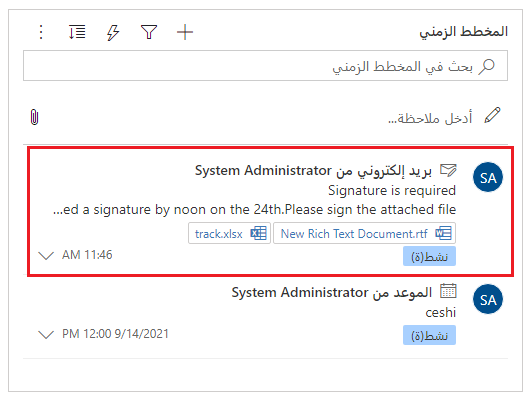 المخطط الزمني
بحث في المخطط الزمني
أدخل ملاحظة...
SA
بريد إلكتروني من System Administrator
Signature is required
...ed a signature by noon on the 24th.Please sign the attached file
New Rich Text Document.rtf
track.xlsx
نشط(ة)
11:46 AM
SA
الموعد من System Administrator
ceshi
نشط(ة)
9/14/2021 12:00 PM